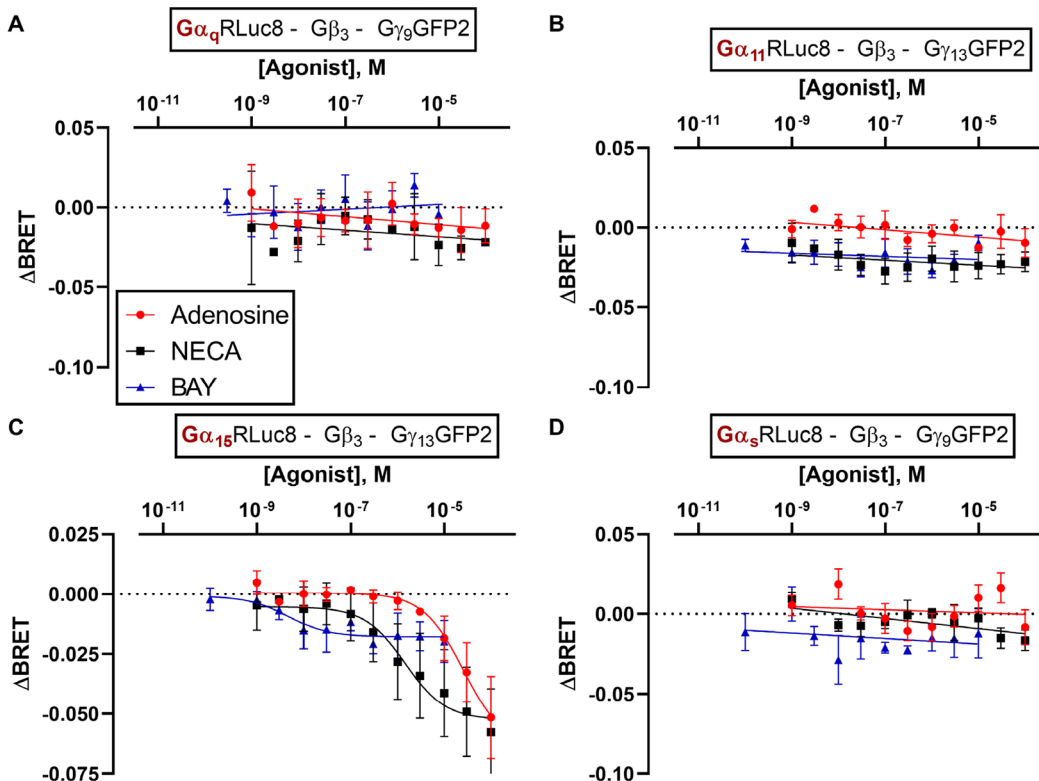 A
GαqRLuc8 - Gβ3 - Gγ9GFP2
[Agonist], M
10-11 10-9 10-7 10-5
0.05
0.00
-0.05
-0.10
ΔBRET
Adenosine
NECA
BAY
B
Gα11RLuc8 - Gβ3 - Gγ13GFP2
[Agonist], M
10-11 10-9 10-7 10-5
0.05
0.00
-0.05
-0.10
ΔBRET
C
Gα15RLuc8 - Gβ3 - Gγ13GFP2
[Agonist], M
10-11 10-9 10-7 10-5
0.025
0.000
-0.025
-0.050
-0.075
ΔBRET
D
GαsRLuc8 - Gβ3 - Gγ9GFP2
[Agonist], M
10-11 10-9 10-7 10-5
0.05
0.00
-0.05
-0.10
ΔBRET